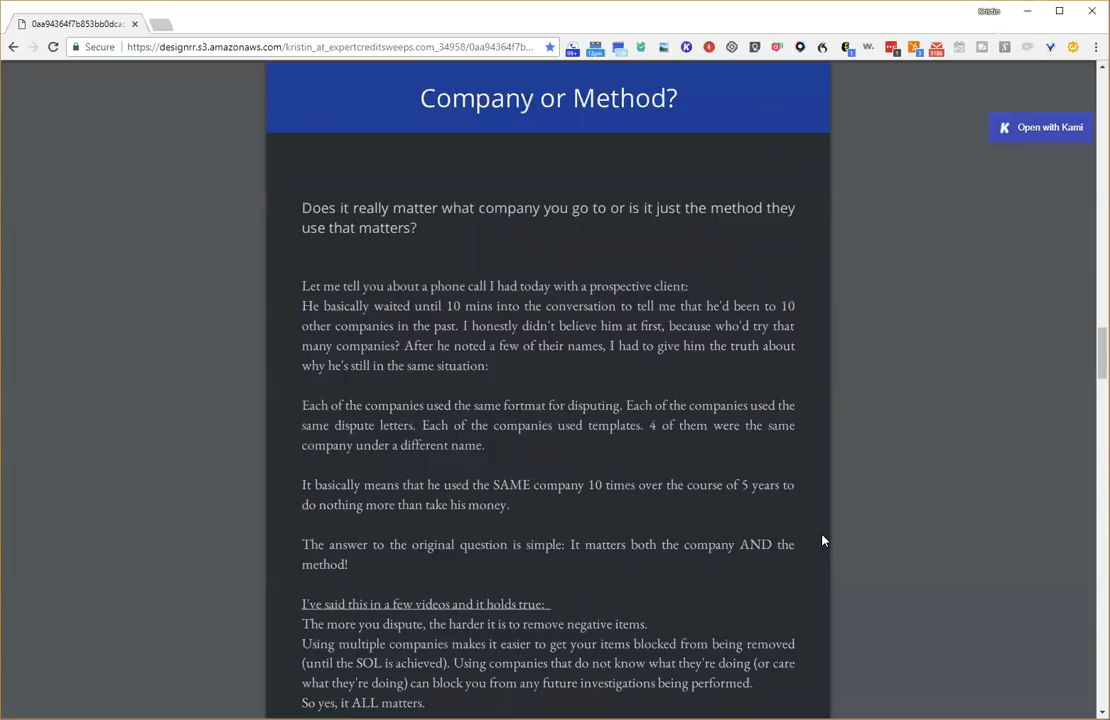 Kristin
0aa94364f7b853bb0dca
Secure
https://designrr.s3.amazonaws.com/kristin_at_expertcreditsweeps.com_34958/0aa94364f7b...
99+
12pm
1
3186
Company or Method?
Open with Kami
Does it really matter what company you go to or is it just the method they
use that matters?
Let me tell you about a phone call I had today with a prospective client:
He basically waited until 10 mins into the conversation to tell me that he'd been to 10
other companies in the past. I honestly didn't believe him at first, because who'd try that
many companies? After he noted a few of their names, I had to give him the truth about
why he's still in the same situation:
Each of the companies used the same fortmat for disputing. Each of the companies used the
same dispute letters. Each of the companies used templates. 4 of them were the same
company under a different name.
It basically means that he used the SAME company 10 times over the course of 5 years to
do nothing more than take his money.
The answer to the original question is simple: It matters both the company AND the
method!
I've said this in a few videos and it holds true:
The more you dispute, the harder it is to remove negative items.
Using multiple companies makes it easier to get your items blocked from being removed
(until the SOL is achieved). Using companies that do not know what they're doing (or care
what they're doing) can block you from any future investigations being performed.
So yes, it ALL matters.